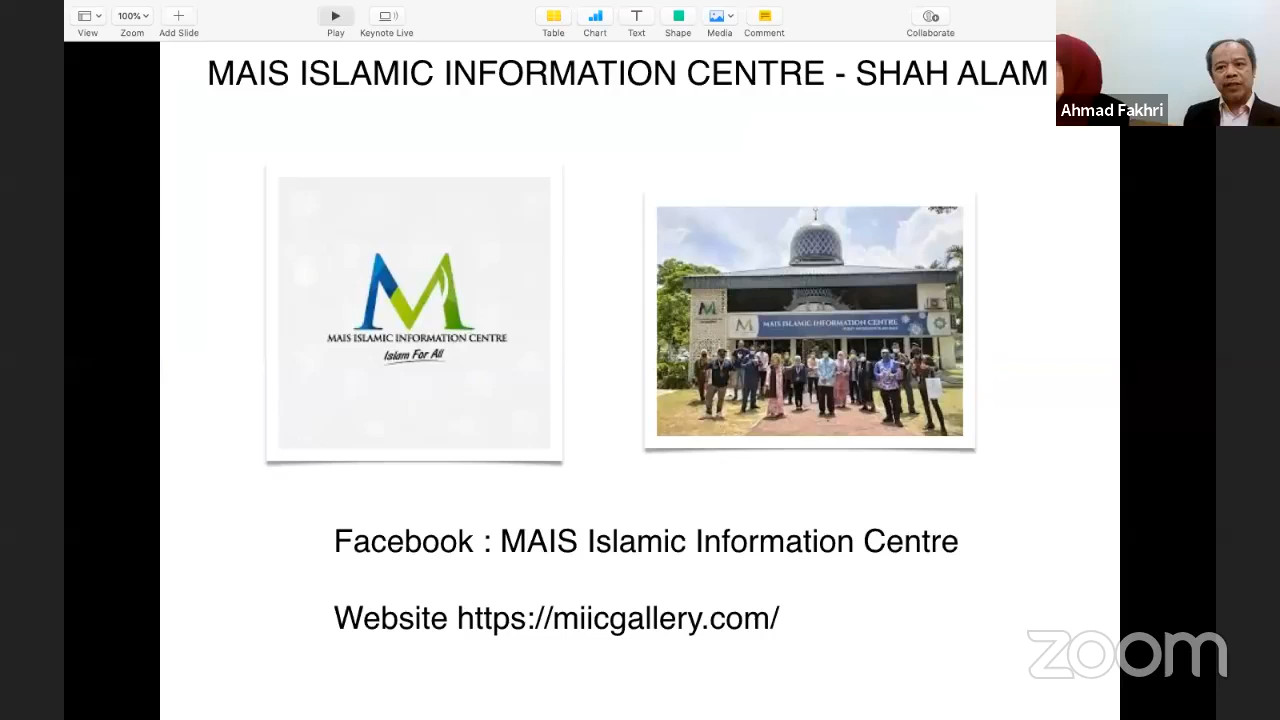 100%
View
Zoom
Add Slide
Play
Keynote Live
Table
Chart
Text
Shape
Media
Comment
Collaborate
MAIS ISLAMIC INFORMATION CENTRE - SHAH ALAM
Ahmad Fakhri
MAIS ISLAMIC INFORMATION CENTRE
Islam For All
MAIS ISLAMIC INFORMATION CENTRE
Facebook : MAIS Islamic Information Centre
Website https://miicgallery.com/
zoom